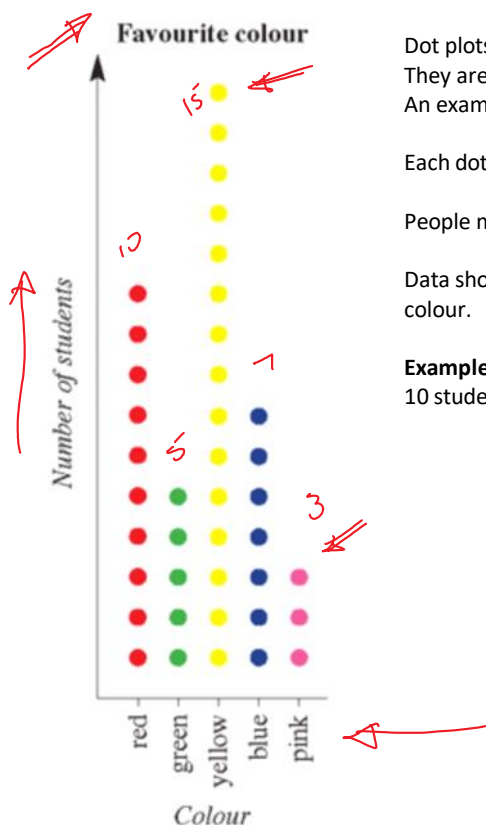 Favourite colour
15
10
7
5
3
Number of students
red
green
yellow
blue
pink
Colour
Dot plots
They are
An exam
Each dot
People m
Data sho
colour.
Example
10 stude